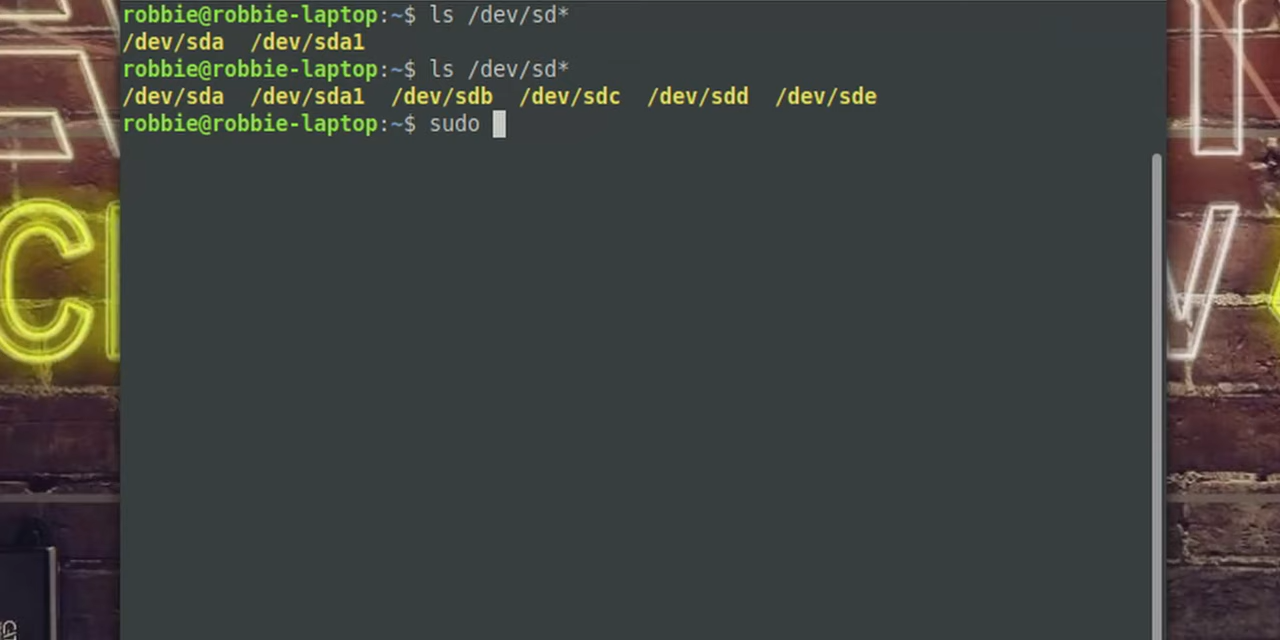 robbie@robbie-laptop:~$ ls /dev/sd*
/dev/sda /dev/sda1
robbie@robbie-laptop:~$ ls /dev/sd*
/dev/sda /dev/sda1 /dev/sdb /dev/sdc /dev/sdd /dev/sde
robbie@robbie-laptop:~$ sudo